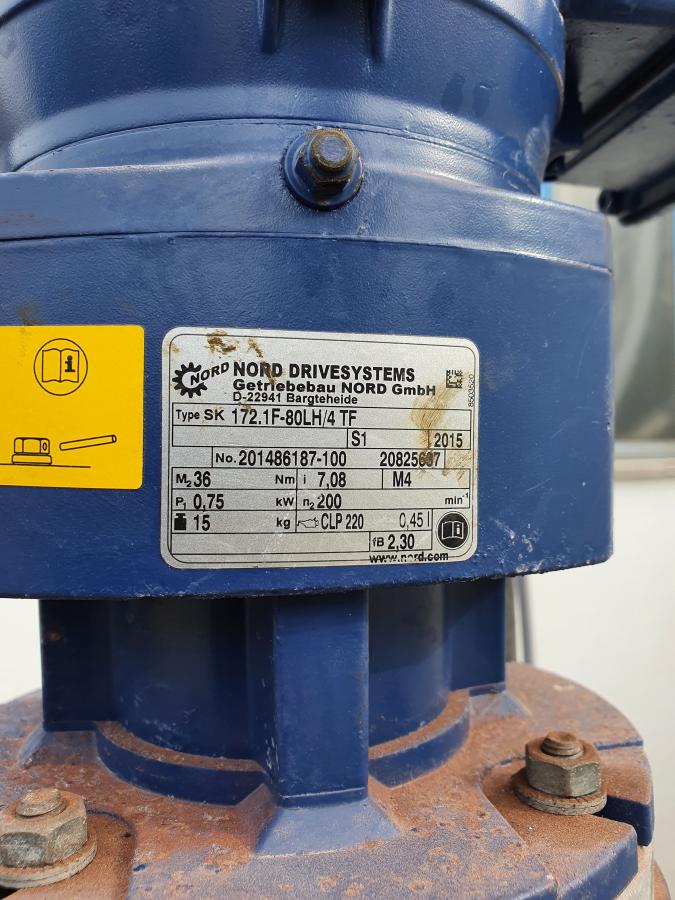 NORD NORD DRIVESYSTEMS
Getriebebau NORD GmbH
D-22941 Bargteheide
8503520
Type SK 172.1F-80LH/4 TF
S1 2015
No. 201486187-100
M2 36 Nm i 7,08 M4
P1 0,75 kW n2 200 min-1
15 kg CLP 220 0,45 l
fB 2,30
www.nord.com